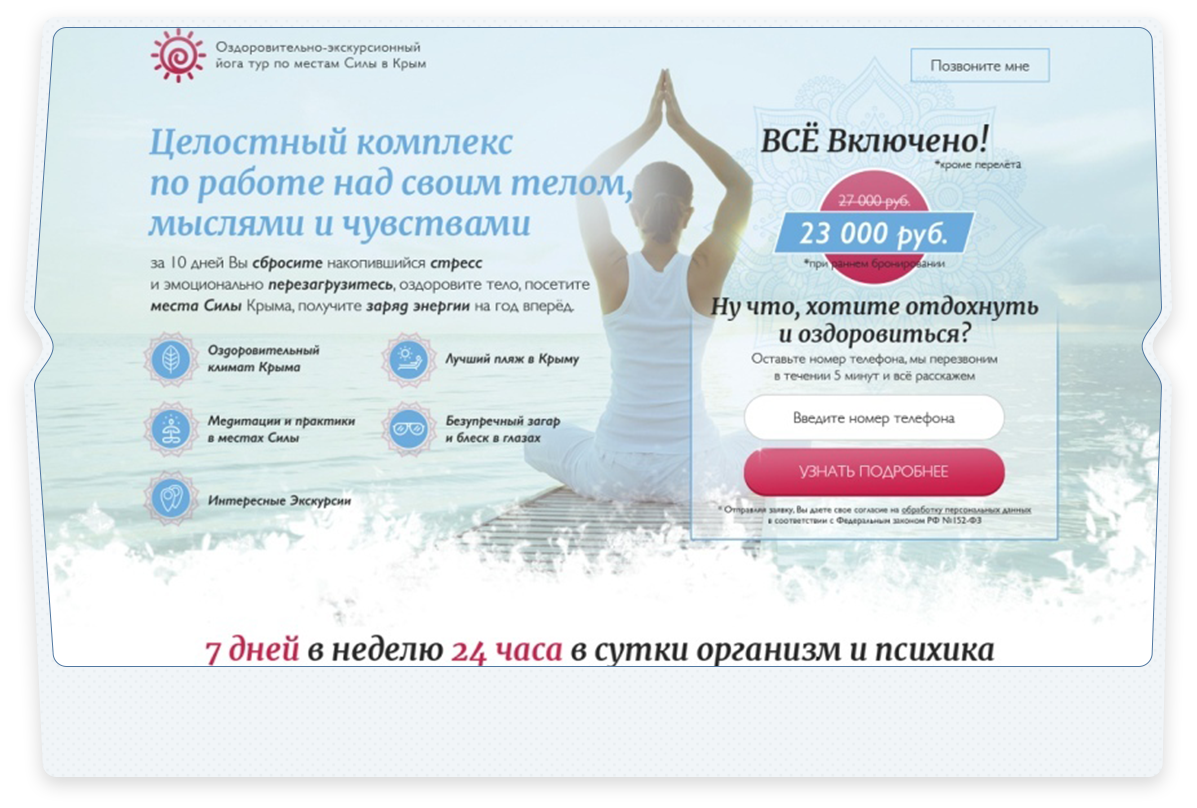 Оздоровительно-экскурсионный
йога тур по местам Силы в Крым
Позвоните мне
Целостный комплекс
по работе над своим телом,
мыслями и чувствами
за 10 дней Вы сбросите накопившийся стресс
и эмоционально перезагрузитесь, оздоровите тело, посетите
места Силы Крыма, получите заряд энергии на год вперёд.
Оздоровительный
климат Крыма
Лучший пляж в Крыму
Медитации и практики
в местах Силы
Безупречный загар
и блеск в глазах
Интересные Экскурсии
ВСЁ Включено!
*кроме перелёта
27 000 руб.
23 000 руб.
*при раннем бронировании
Ну что, хотите отдохнуть
и оздоровиться?
Оставьте номер телефона, мы перезвоним
в течении 5 минут и всё расскажем
Введите номер телефона
УЗНАТЬ ПОДРОБНЕЕ
* Отправляя заявку, Вы даете свое согласие на обработку персональных данных
в соответствии с Федеральным законом РФ №152-ФЗ
7 дней в неделю 24 часа в сутки организм и психика